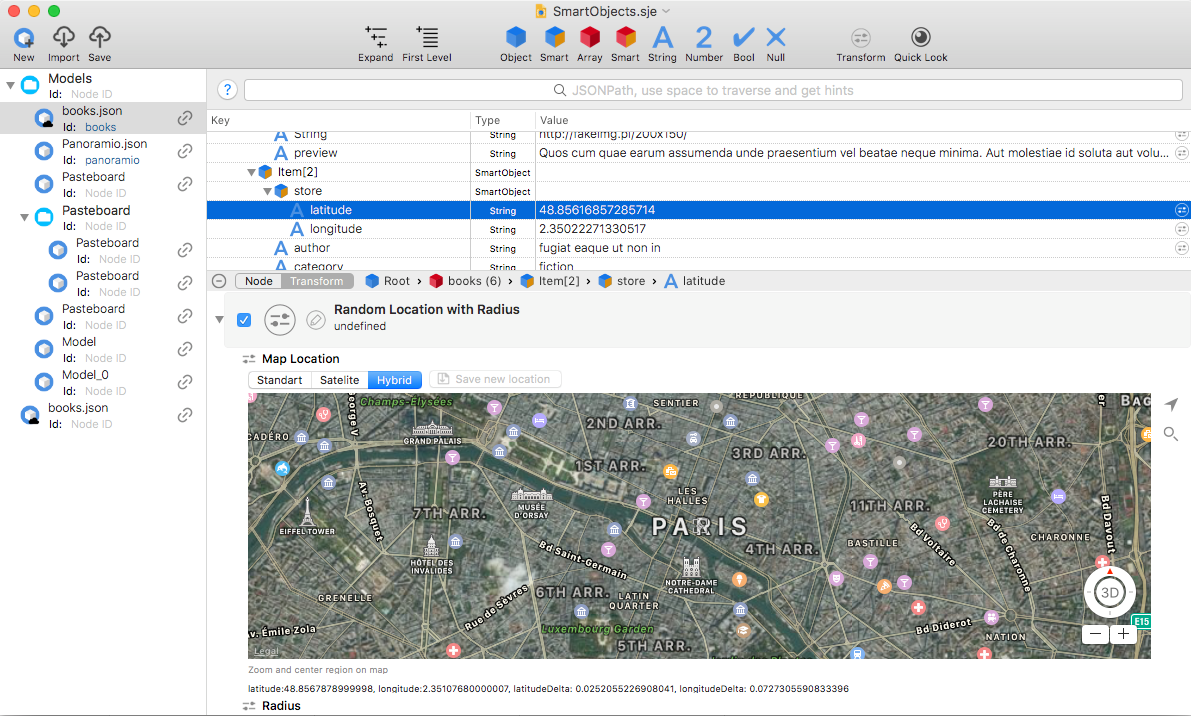 SmartObjects.sje
New Import Save Expand First Level Object Smart Array Smart String Number Bool Null Transform Quick Look
Models
Id: Node ID
books.json
Id: books
Panoramio.json
Id: panoramio
Pasteboard
Id: Node ID
Pasteboard
Id: Node ID
Pasteboard
Id: Node ID
Pasteboard
Id: Node ID
Pasteboard
Id: Node ID
Model
Id: Node ID
Model_0
Id: Node ID
books.json
Id: Node ID
? JSONPath, use space to traverse and get hints
Key Type Value
String String http://fakeimg.pl/200x150/
preview String Quos cum quae earum assumenda unde praesentium vel beatae neque minima. Aut molestiae id soluta aut volu...
Item[2] SmartObject
store SmartObject
latitude String 48.85616857285714
longitude String 2.35022271330517
author String fugiat eaque ut non in
category String fiction
Node Transform Root › books (6) › Item[2] › store › latitude
Random Location with Radius
undefined
Map Location
Standart Satelite Hybrid Save new location
Champs-Elysées
George V
SENTIER
REPUBLIQUE
BAG
CADÉRO
GRAND PALAIS
2ND ARR.
3RD ARR.
20TH ARR.
1ST ARR.
LES
HALLES
PÈRE
LACHAISE
CEMETERY
MUSÉE
D'ORSAY
Av. Bosquet
7TH ARR.
11TH ARR.
Bd Davout
EIFFEL TOWER
PARIS
Bd Voltaire
Bd de Charonne
CHARONNE
HÔTEL DES
INVALIDES
Bd Saint-Germain
4TH ARR.
BASTILLE
NOTRE-DAME
CATHEDRAL
GRENELLE
Rue de Sèvres
6TH ARR.
LATIN
QUARTER
3D
Av. Émile Zola
Luxembourg Garden
Bd Diderot
NATION
E15
5TH ARR.
Legal
Zoom and center region on map
latitude:48.8567878999998, longitude:2.35107680000007, latitudeDelta: 0.0252055226908041, longitudeDelta: 0.0727305590833396
Radius